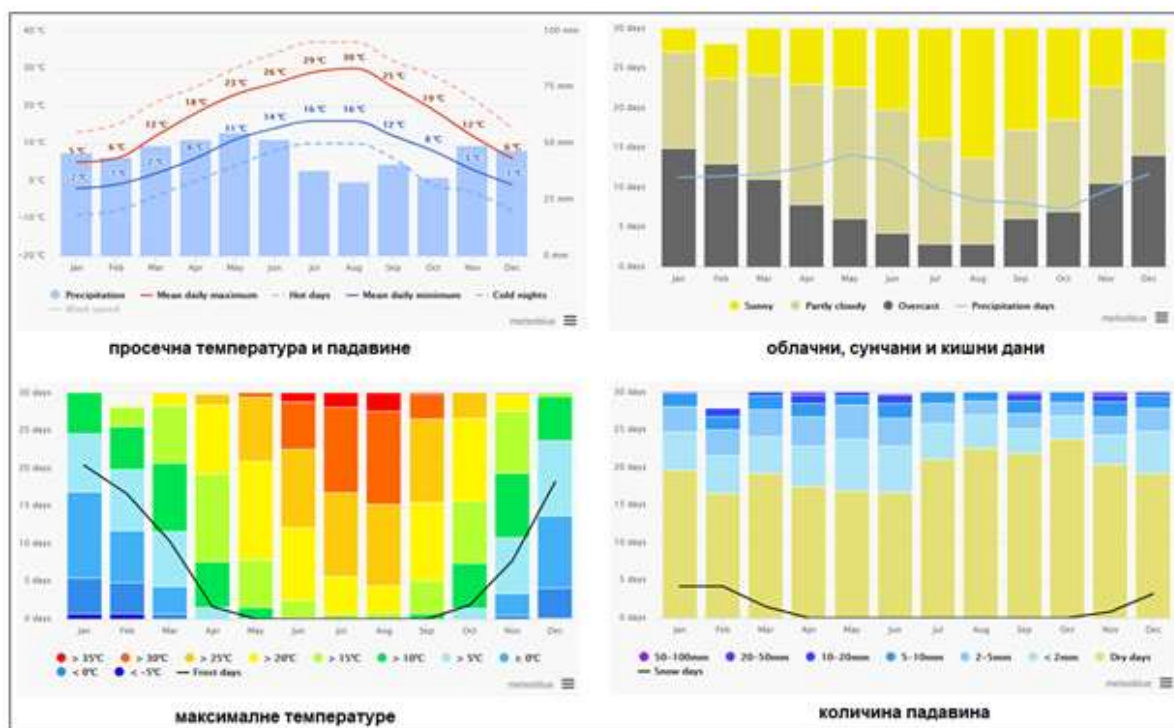 40 °C
30 °C
20 °C
10 °C
0 °C
-10 °C
-20 °C
100 mm
75 mm
50 mm
25 mm
0 mm
5 °C 6 °C 12 °C 18 °C 23 °C 26 °C 29 °C 30 °C 25 °C 19 °C 12 °C 6 °C
2 °C 6 °C 11 °C 14 °C 16 °C 16 °C 12 °C 8 °C 3 °C
Jan Feb Mar Apr May Jun Jul Aug Sep Oct Nov Dec
Precipitation Mean daily maximum Hot days Mean daily minimum Cold nights
Wind speed
meteoblue
просечна температура и падавине
30 days
25 days
20 days
15 days
10 days
5 days
0 days
Jan Feb Mar Apr May Jun Jul Aug Sep Oct Nov Dec
Sunny Partly cloudy Overcast Precipitation days
meteoblue
облачни, сунчани и кишни дани
30 days
25 days
20 days
15 days
10 days
5 days
0 days
Jan Feb Mar Apr May Jun Jul Aug Sep Oct Nov Dec
> 35°C > 30°C > 25°C > 20°C > 15°C > 10°C > 5°C ≥ 0°C
< 0°C < -5°C Frost days
meteoblue
максималне температуре
30 days
25 days
20 days
15 days
10 days
5 days
0 days
Jan Feb Mar Apr May Jun Jul Aug Sep Oct Nov Dec
50-100mm 20-50mm 10-20mm 5-10mm 2-5mm < 2mm Dry days
Snow days
meteoblue
количина падавина